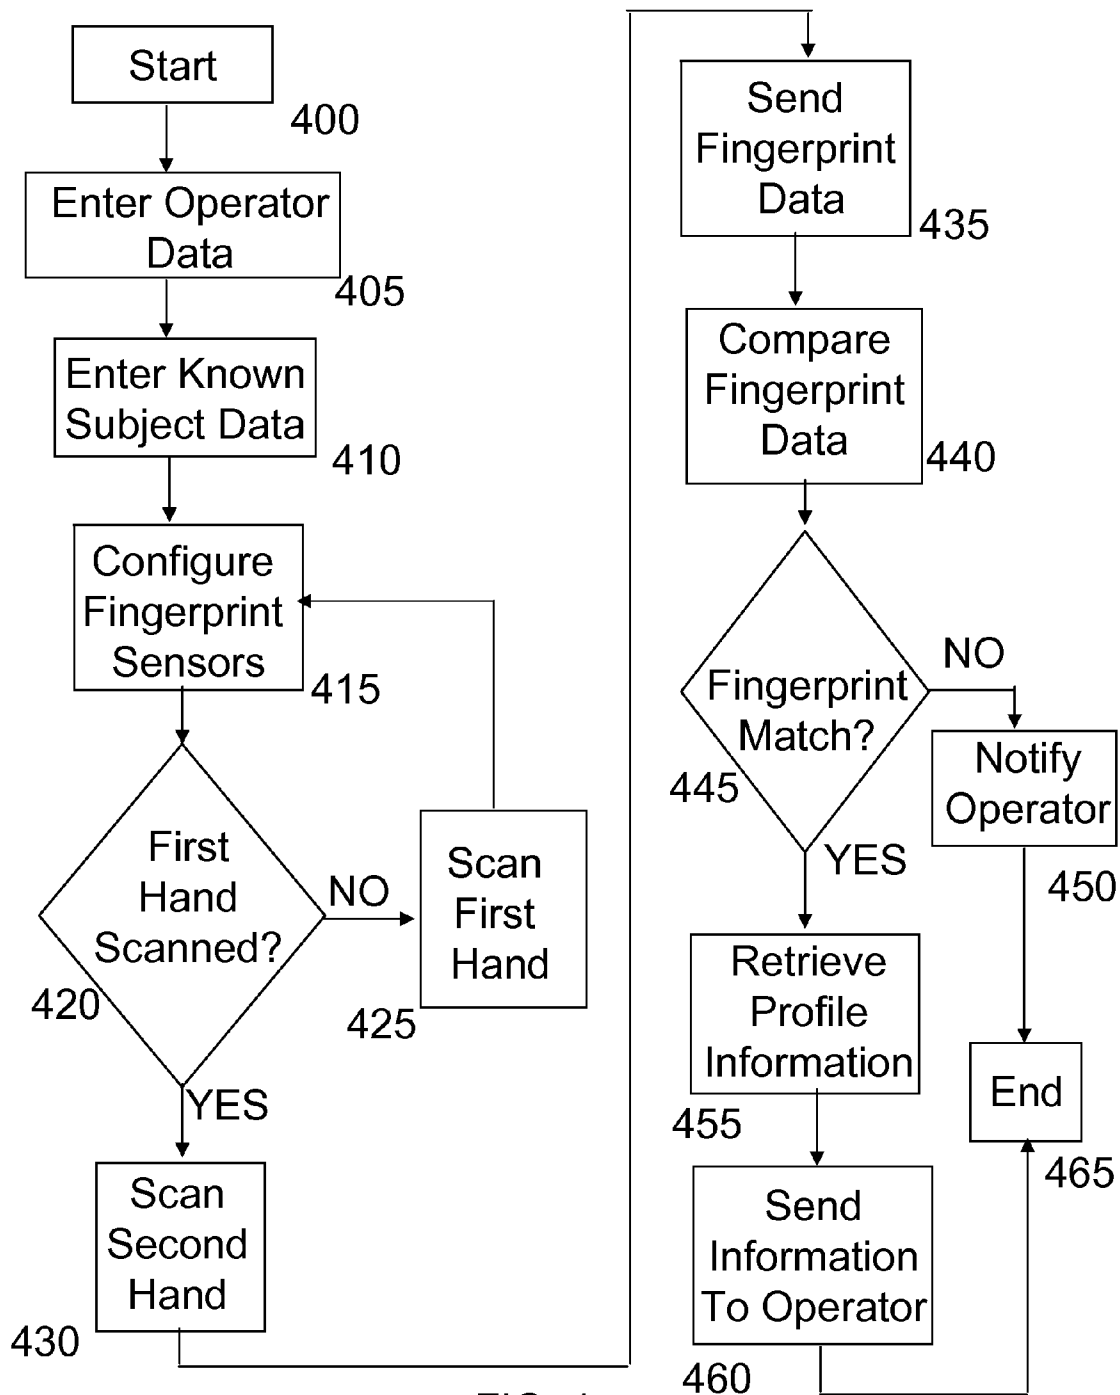 Start
400
Enter Operator
Data
405
Enter Known
Subject Data
410
Configure
Fingerprint
Sensors
415
First
Hand
Scanned?
420
NO
Scan
First
Hand
425
YES
Scan
Second
Hand
430
Send
Fingerprint
Data
435
Compare
Fingerprint
Data
440
Fingerprint
Match?
445
NO
Notify
Operator
450
YES
Retrieve
Profile
Information
455
Send
Information
To Operator
460
End
465